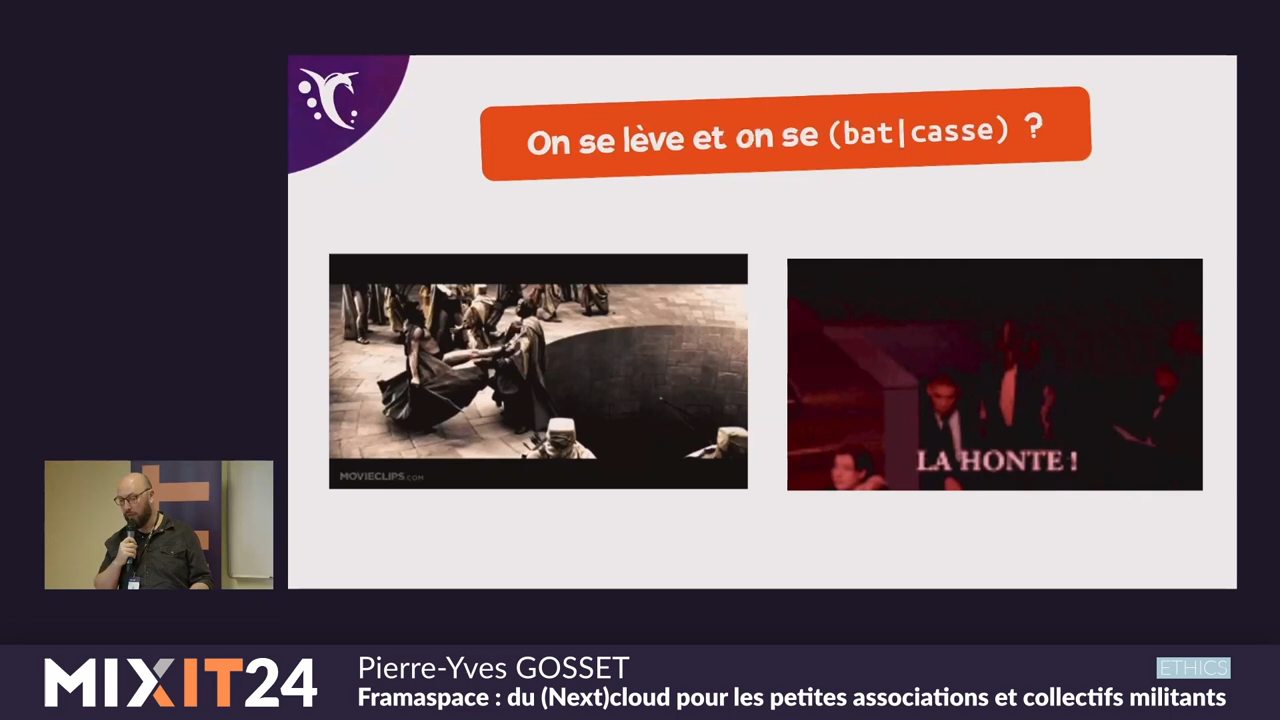 On se lève et on se (bat|casse) ?
MOVIECLIPS.COM
LA HONTE !
MIXIT24
Pierre-Yves GOSSET
ETHICS
Framaspace : du (Next)cloud pour les petites associations et collectifs militants